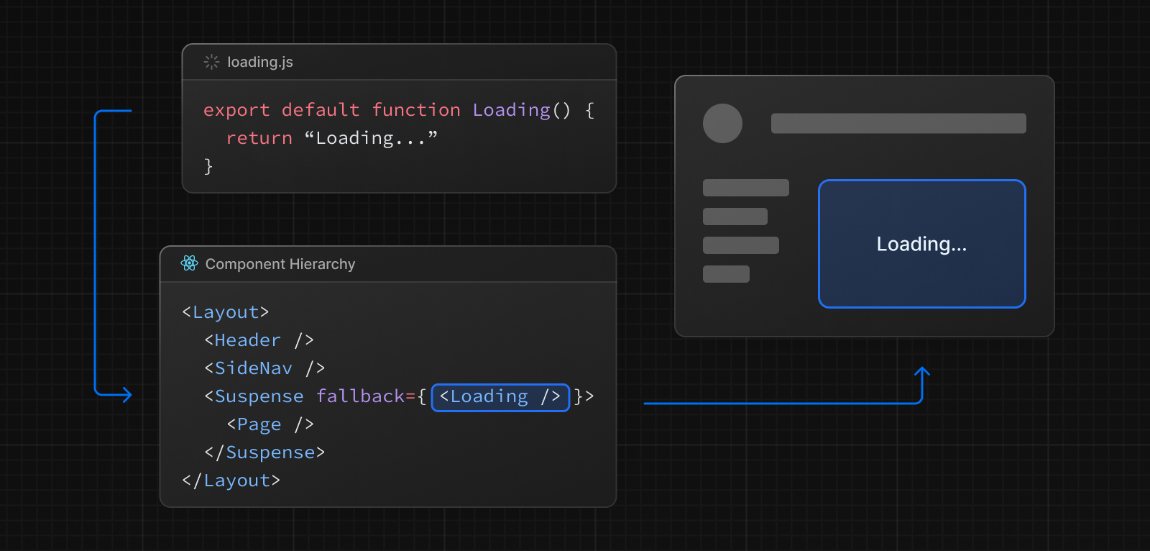 loading.js
export default function Loading() {
return “Loading...”
}
Component Hierarchy
<Layout>
<Header />
<SideNav />
<Suspense fallback={ <Loading /> }>
<Page />
</Suspense>
</Layout>
Loading...